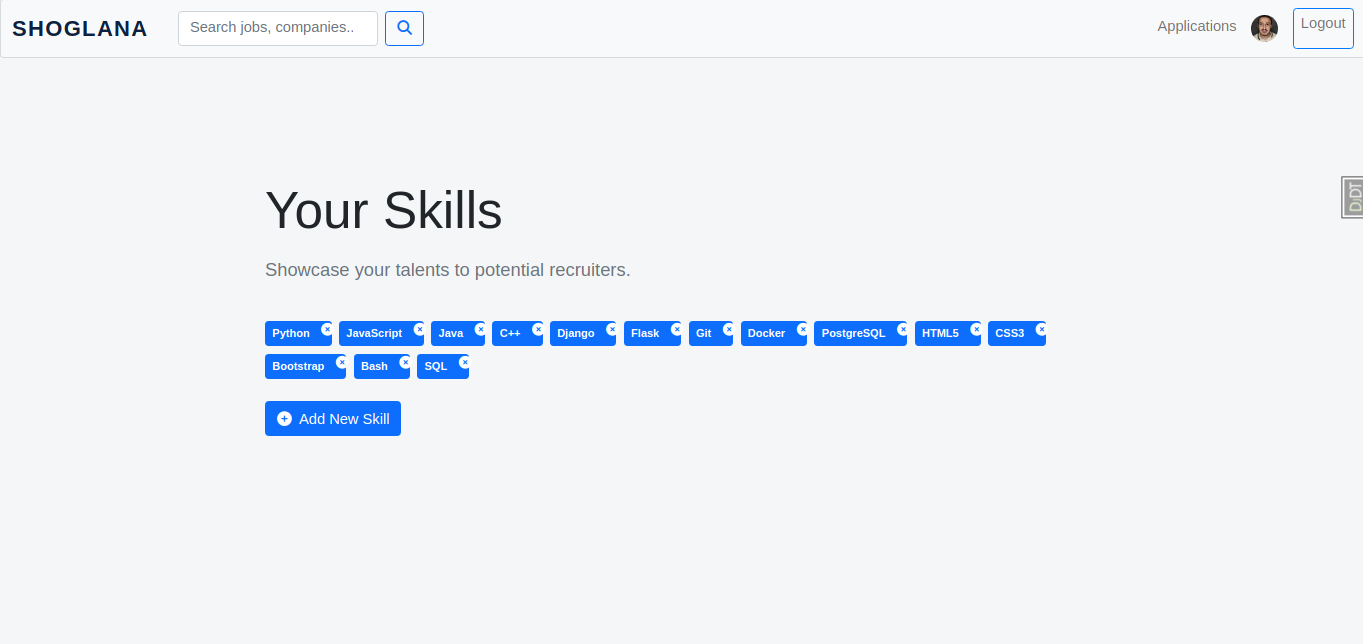 SHOGLANA Search jobs, companies.. Applications Logout
DJDT
Your Skills
Showcase your talents to potential recruiters.
Python JavaScript Java C++ Django Flask Git Docker PostgreSQL HTML5 CSS3
Bootstrap Bash SQL
Add New Skill